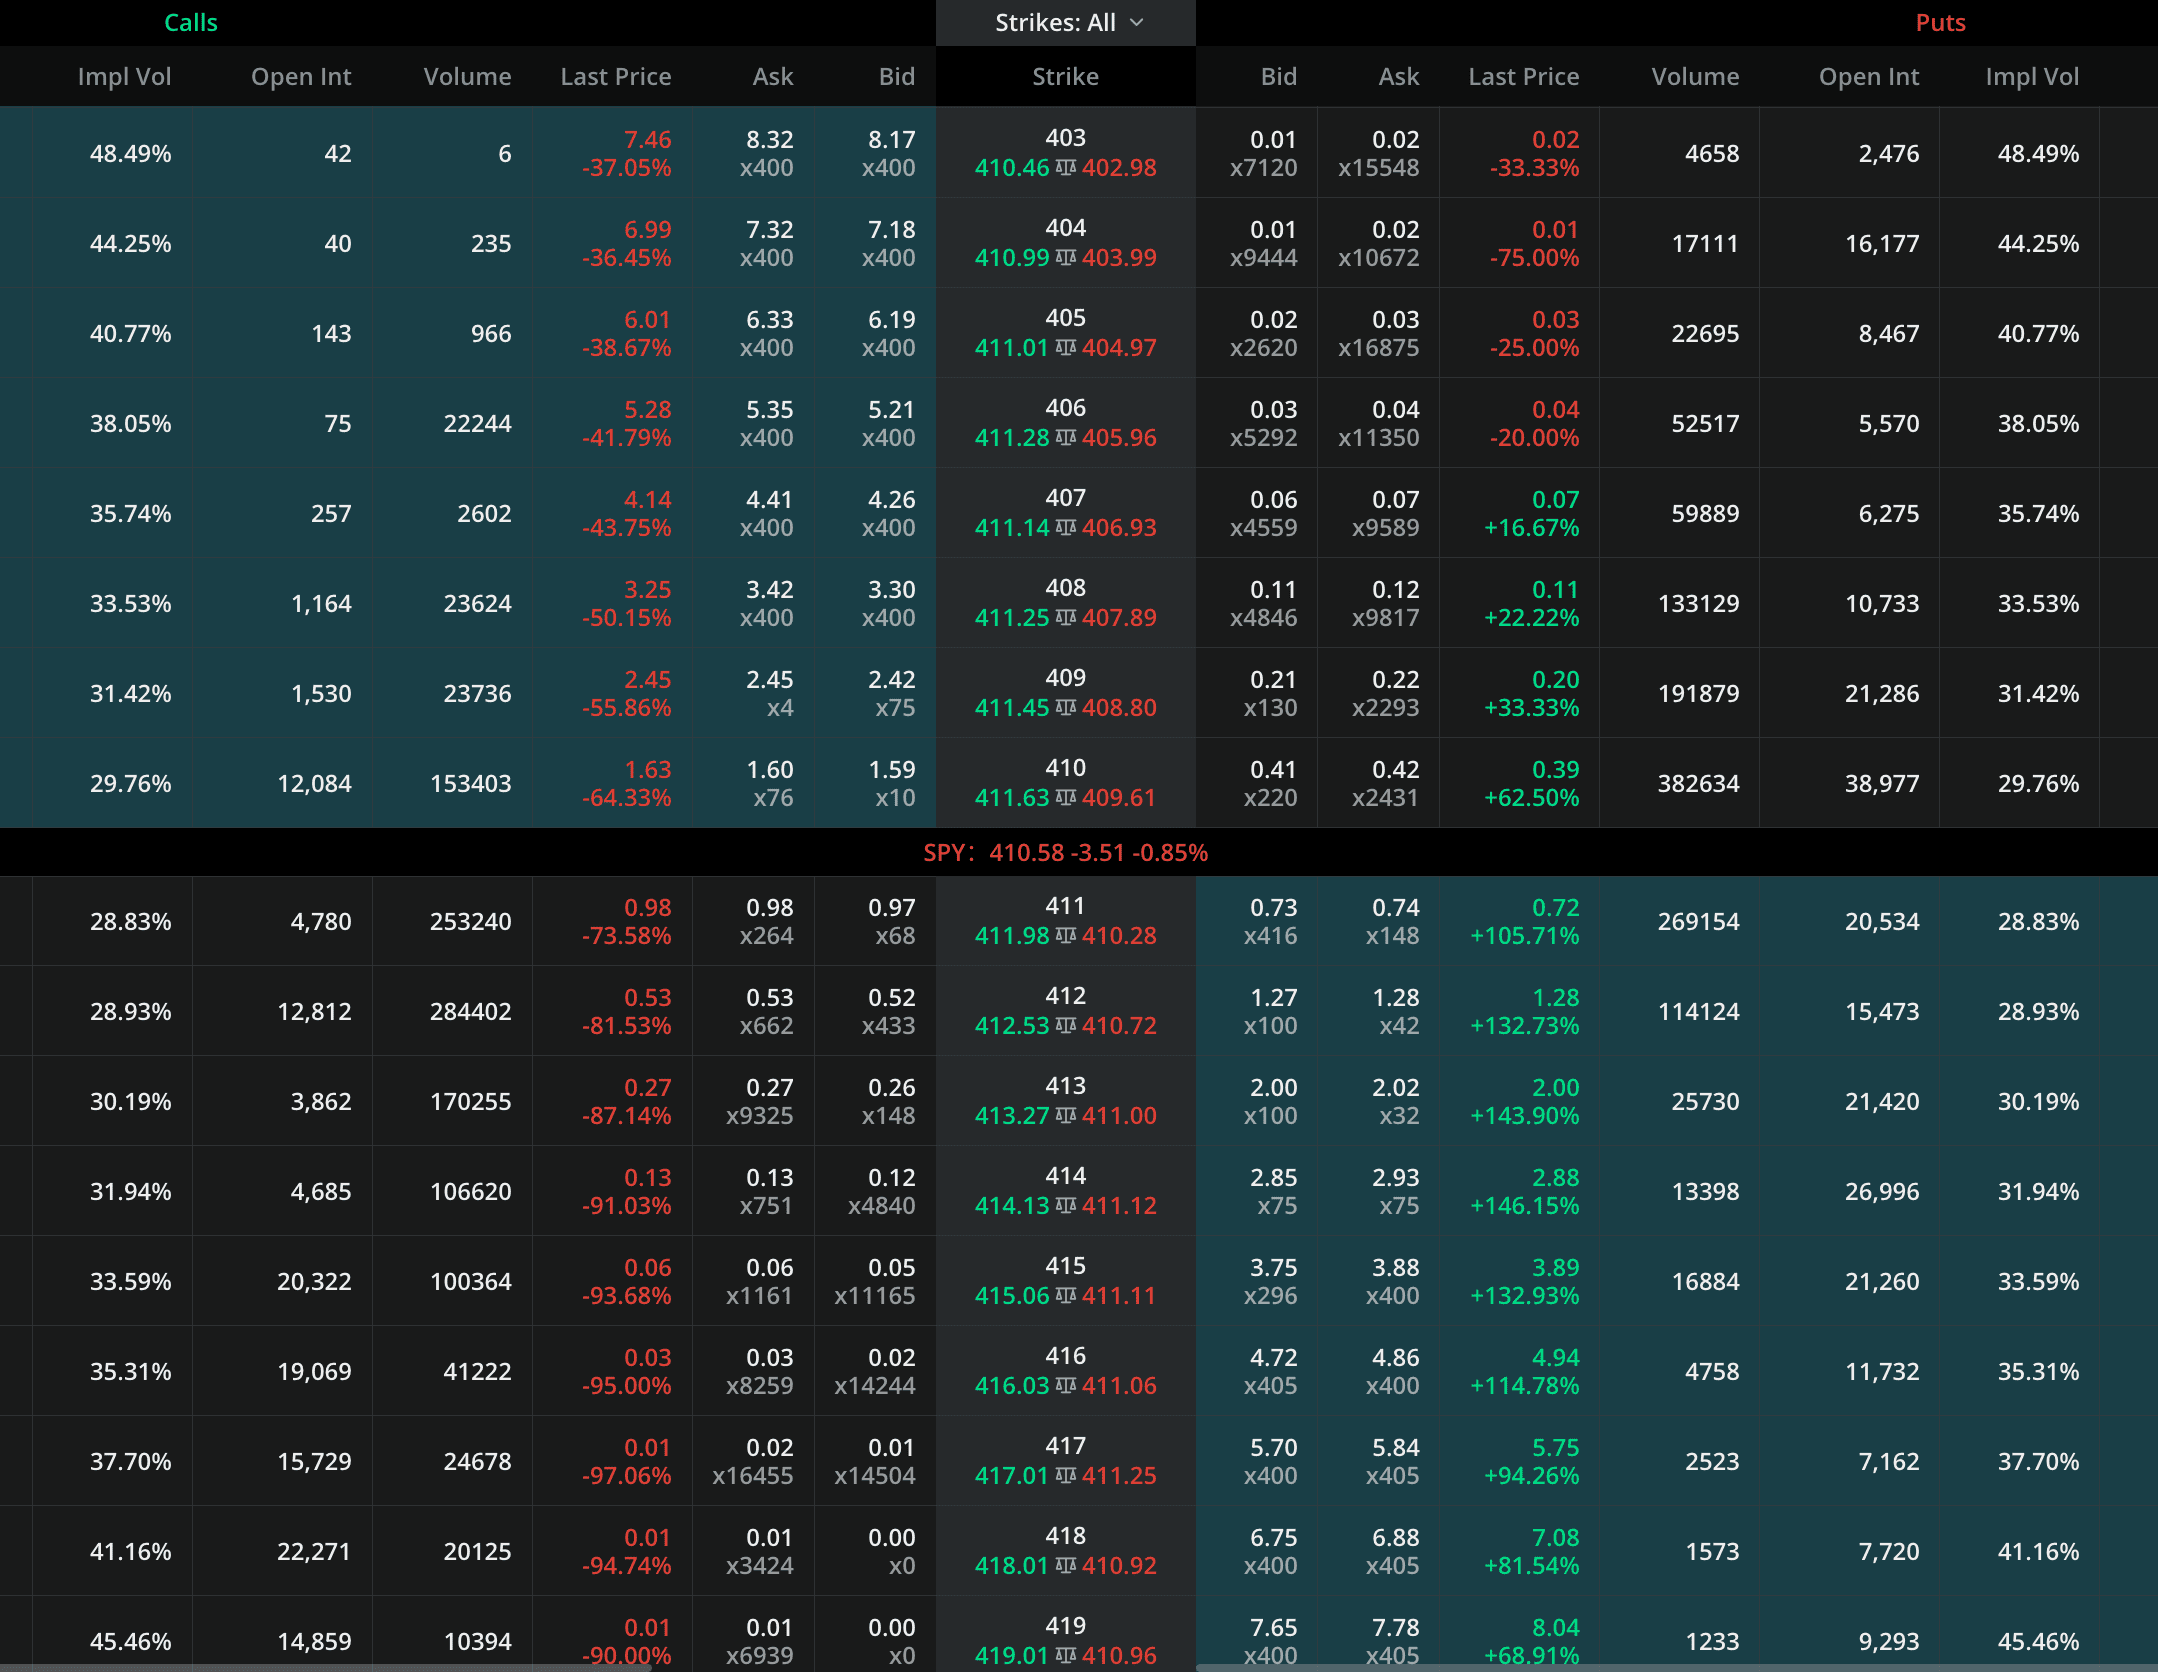 Calls Strikes: All Puts
Impl Vol Open Int Volume Last Price Ask Bid Strike Bid Ask Last Price Volume Open Int Impl Vol
48.49% 42 6 7.46 8.32 8.17 403 0.01 0.02 0.02 4658 2,476 48.49%
-37.05% x400 x400 410.46 402.98 x7120 x15548 -33.33%
44.25% 40 235 6.99 7.32 7.18 404 0.01 0.02 0.01 17111 16,177 44.25%
-36.45% x400 x400 410.99 403.99 x9444 x10672 -75.00%
40.77% 143 966 6.01 6.33 6.19 405 0.02 0.03 0.03 22695 8,467 40.77%
-38.67% x400 x400 411.01 404.97 x2620 x16875 -25.00%
38.05% 75 22244 5.28 5.35 5.21 406 0.03 0.04 0.04 52517 5,570 38.05%
-41.79% x400 x400 411.28 405.96 x5292 x11350 -20.00%
35.74% 257 2602 4.14 4.41 4.26 407 0.06 0.07 0.07 59889 6,275 35.74%
-43.75% x400 x400 411.14 406.93 x4559 x9589 +16.67%
33.53% 1,164 23624 3.25 3.42 3.30 408 0.11 0.12 0.11 133129 10,733 33.53%
-50.15% x400 x400 411.25 407.89 x4846 x9817 +22.22%
31.42% 1,530 23736 2.45 2.45 2.42 409 0.21 0.22 0.20 191879 21,286 31.42%
-55.86% x4 x75 411.45 408.80 x130 x2293 +33.33%
29.76% 12,084 153403 1.63 1.60 1.59 410 0.41 0.42 0.39 382634 38,977 29.76%
-64.33% x76 x10 411.63 409.61 x220 x2431 +62.50%
SPY: 410.58 -3.51 -0.85%
28.83% 4,780 253240 0.98 0.98 0.97 411 0.73 0.74 0.72 269154 20,534 28.83%
-73.58% x264 x68 411.98 410.28 x416 x148 +105.71%
28.93% 12,812 284402 0.53 0.53 0.52 412 1.27 1.28 1.28 114124 15,473 28.93%
-81.53% x662 x433 412.53 410.72 x100 x42 +132.73%
30.19% 3,862 170255 0.27 0.27 0.26 413 2.00 2.02 2.00 25730 21,420 30.19%
-87.14% x9325 x148 413.27 411.00 x100 x32 +143.90%
31.94% 4,685 106620 0.13 0.13 0.12 414 2.85 2.93 2.88 13398 26,996 31.94%
-91.03% x751 x4840 414.13 411.12 x75 x75 +146.15%
33.59% 20,322 100364 0.06 0.06 0.05 415 3.75 3.88 3.89 16884 21,260 33.59%
-93.68% x1161 x11165 415.06 411.11 x296 x400 +132.93%
35.31% 19,069 41222 0.03 0.03 0.02 416 4.72 4.86 4.94 4758 11,732 35.31%
-95.00% x8259 x14244 416.03 411.06 x405 x400 +114.78%
37.70% 15,729 24678 0.01 0.02 0.01 417 5.70 5.84 5.75 2523 7,162 37.70%
-97.06% x16455 x14504 417.01 411.25 x400 x405 +94.26%
41.16% 22,271 20125 0.01 0.01 0.00 418 6.75 6.88 7.08 1573 7,720 41.16%
-94.74% x3424 x0 418.01 410.92 x400 x405 +81.54%
45.46% 14,859 10394 0.01 0.01 0.00 419 7.65 7.78 8.04 1233 9,293 45.46%
-90.00% x6939 x0 419.01 410.96 x400 x405 +68.91%